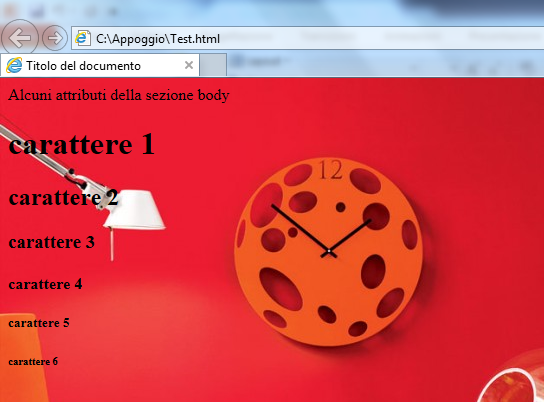 C:\Appoggio\Test.html
Titolo del documento
Alcuni attributi della sezione body
carattere 1
12
carattere 2
carattere 3
carattere 4
carattere 5
carattere 6